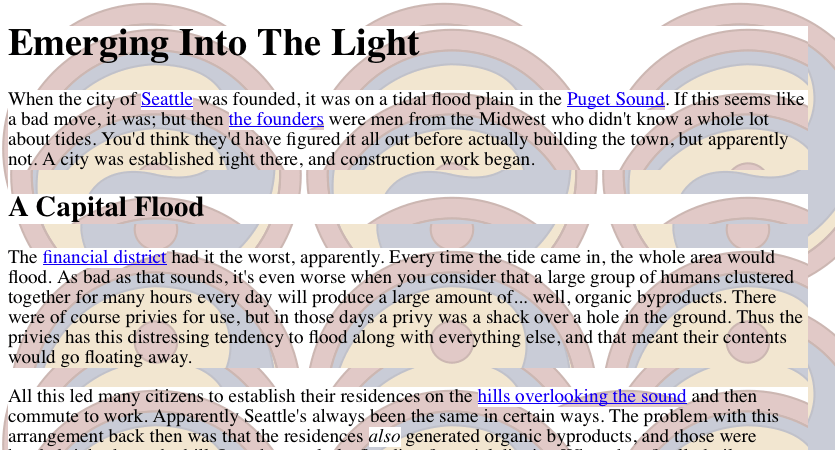 Emerging Into The Light
When the city of Seattle was founded, it was on a tidal flood plain in the Puget Sound. If this seems like
a bad move, it was; but then the founders were men from the Midwest who didn't know a whole lot
about tides. You'd think they'd have figured it all out before actually building the town, but apparently
not. A city was established right there, and construction work began.
A Capital Flood
The financial district had it the worst, apparently. Every time the tide came in, the whole area would
flood. As bad as that sounds, it's even worse when you consider that a large group of humans clustered
together for many hours every day will produce a large amount of... well, organic byproducts. There
were of course privies for use, but in those days a privy was a shack over a hole in the ground. Thus the
privies has this distressing tendency to flood along with everything else, and that meant their contents
would go floating away.
All this led many citizens to establish their residences on the hills overlooking the sound and then
commute to work. Apparently Seattle's always been the same in certain ways. The problem with this
arrangement back then was that the residences also generated organic byproducts, and those were